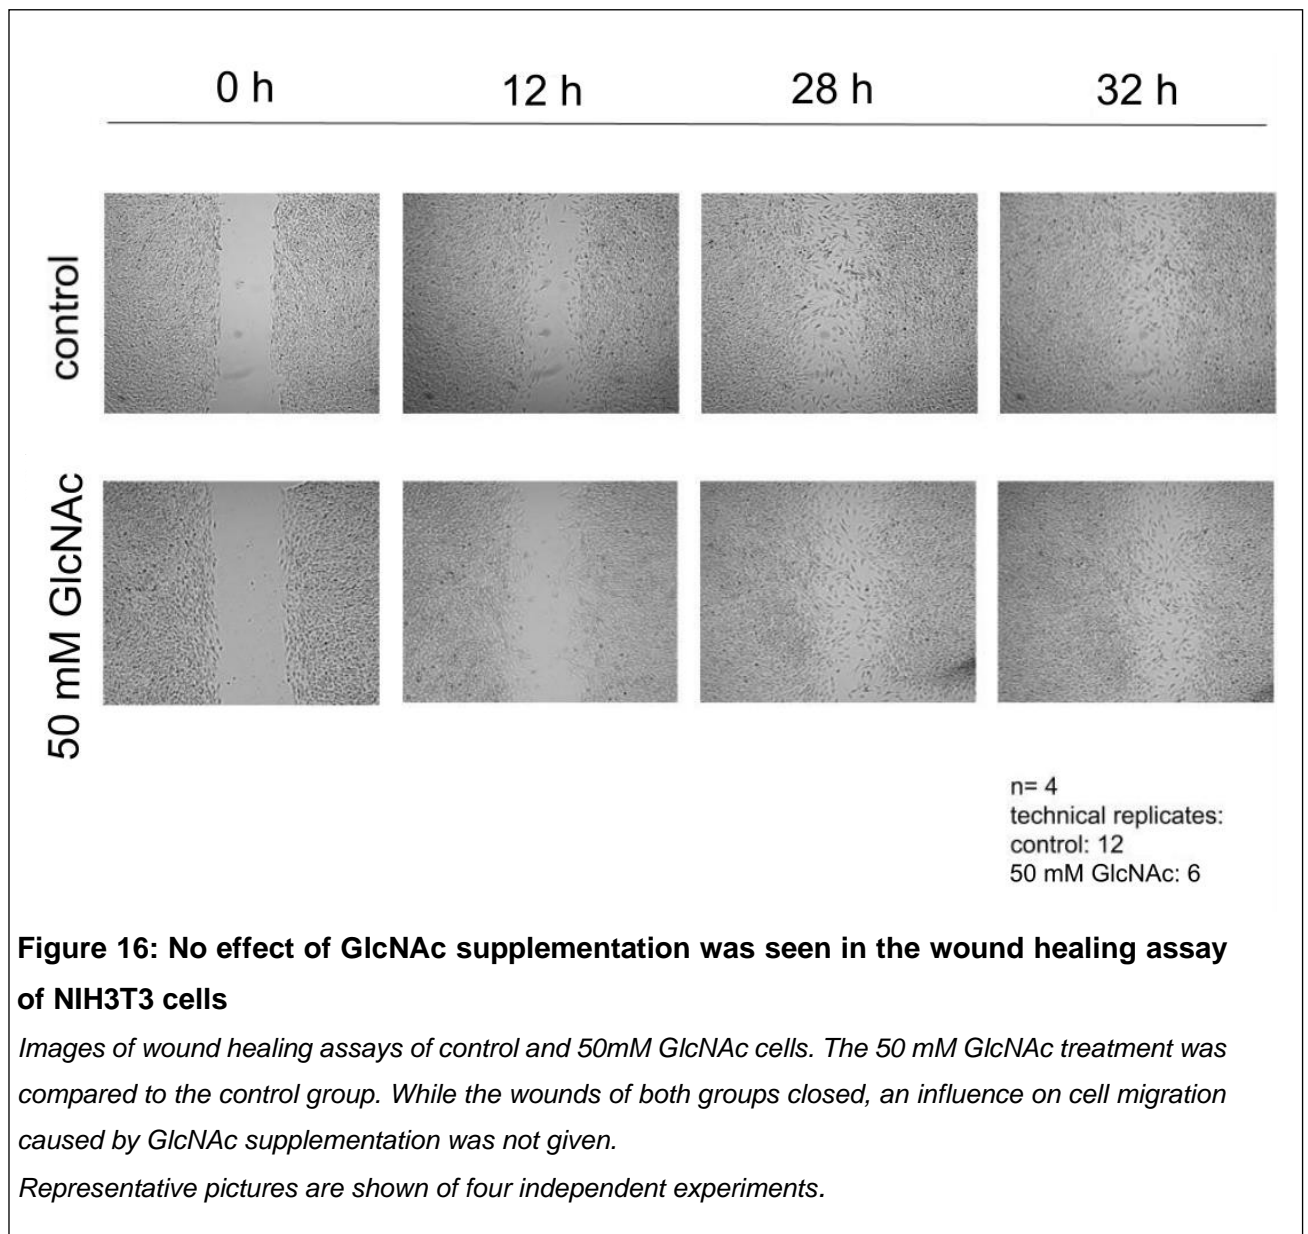 0 h 12 h 28 h 32 h
control
50 mM GlcNAc
n= 4
technical replicates:
control: 12
50 mM GlcNAc: 6
Figure 16: No effect of GlcNAc supplementation was seen in the wound healing assay
of NIH3T3 cells
Images of wound healing assays of control and 50mM GlcNAc cells. The 50 mM GlcNAc treatment was
compared to the control group. While the wounds of both groups closed, an influence on cell migration
caused by GlcNAc supplementation was not given.
Representative pictures are shown of four independent experiments.